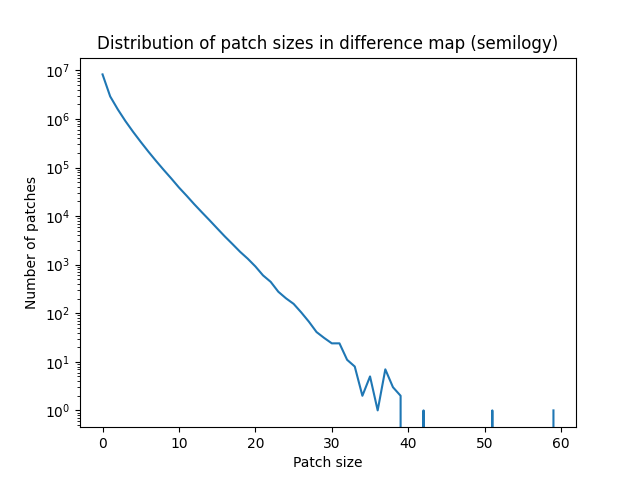 Distribution of patch sizes in difference map (semilogy)
Number of patches
10⁷
10⁶
10⁵
10⁴
10³
10²
10¹
10⁰
0 10 20 30 40 50 60
Patch size